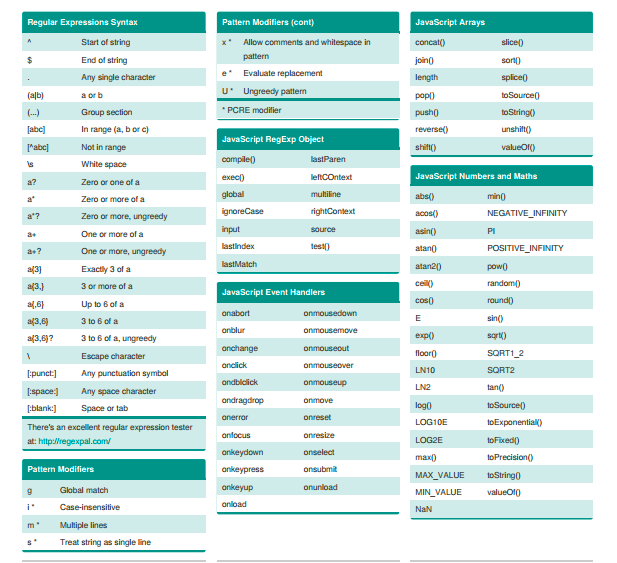 Regular Expressions Syntax
^ Start of string
$ End of string
. Any single character
(a|b) a or b
(...) Group section
[abc] In range (a, b or c)
[^abc] Not in range
\s White space
a? Zero or one of a
a* Zero or more of a
a*? Zero or more, ungreedy
a+ One or more of a
a+? One or more, ungreedy
a{3} Exactly 3 of a
a{3,} 3 or more of a
a{,6} Up to 6 of a
a{3,6} 3 to 6 of a
a{3,6}? 3 to 6 of a, ungreedy
\ Escape character
[:punct:] Any punctuation symbol
[:space:] Any space character
[:blank:] Space or tab
There's an excellent regular expression tester
at: http://regexpal.com/
Pattern Modifiers
g Global match
i * Case-insensitive
m * Multiple lines
s * Treat string as single line
Pattern Modifiers (cont)
x * Allow comments and whitespace in
pattern
e * Evaluate replacement
U * Ungreedy pattern
* PCRE modifier
JavaScript RegExp Object
compile() lastParen
exec() leftCOntext
global multiline
ignoreCase rightContext
input source
lastIndex test()
lastMatch
JavaScript Event Handlers
onabort onmousedown
onblur onmousemove
onchange onmouseout
onclick onmouseover
ondblclick onmouseup
ondragdrop onmove
onerror onreset
onfocus onresize
onkeydown onselect
onkeypress onsubmit
onkeyup onunload
onload
JavaScript Arrays
concat() slice()
join() sort()
length splice()
pop() toSource()
push() toString()
reverse() unshift()
shift() valueOf()
JavaScript Numbers and Maths
abs() min()
acos() NEGATIVE_INFINITY
asin() PI
atan() POSITIVE_INFINITY
atan2() pow()
ceil() random()
cos() round()
E sin()
exp() sqrt()
floor() SQRT1_2
LN10 SQRT2
LN2 tan()
log() toSource()
LOG10E toExponential()
LOG2E toFixed()
max() toPrecision()
MAX_VALUE toString()
MIN_VALUE valueOf()
NaN